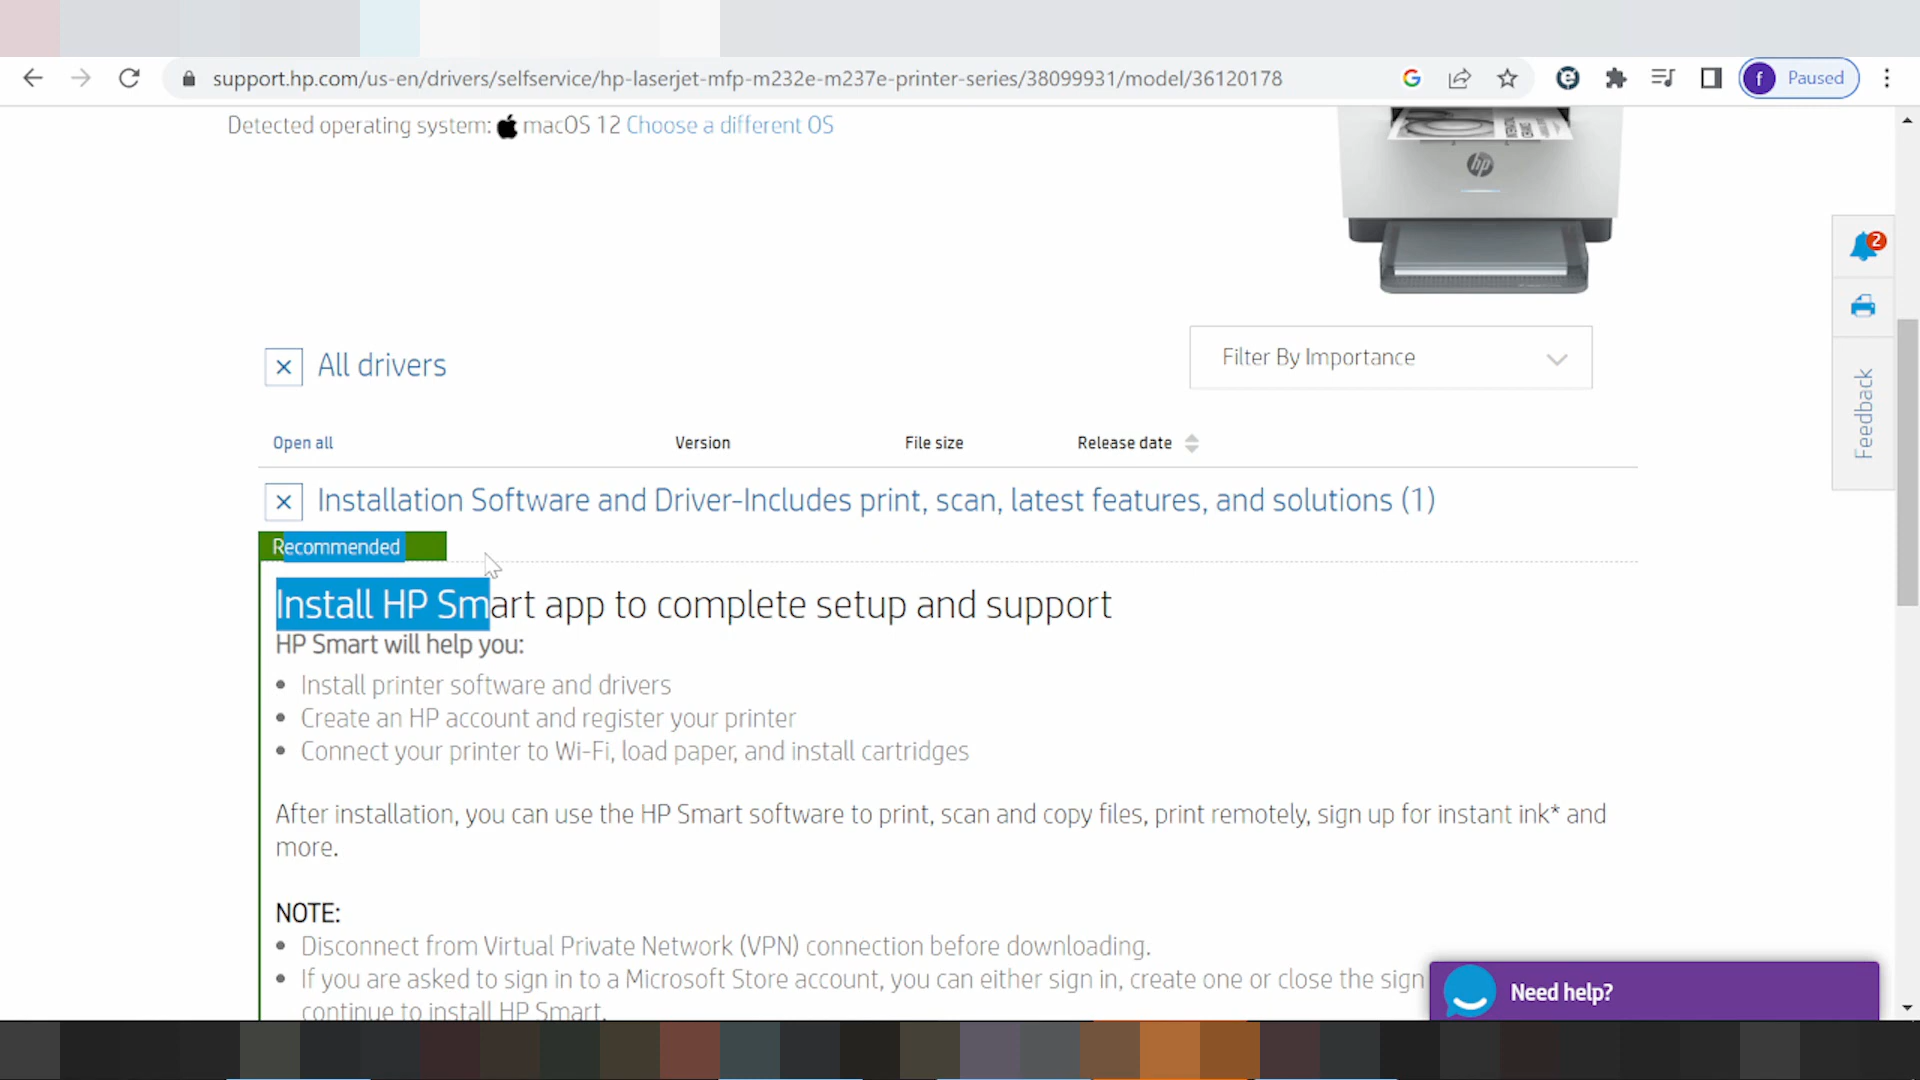 support.hp.com/us-en/drivers/selfservice/hp-laserjet-mfp-m232e-m237e-printer-series/38099931/model/36120178
G
f Paused
Detected operating system: macOS 12 Choose a different OS
hp
2
All drivers
Filter By Importance
Feedback
Open all Version File size Release date
Installation Software and Driver-Includes print, scan, latest features, and solutions (1)
Recommended
Install HP Smart app to complete setup and support
HP Smart will help you:
• Install printer software and drivers
• Create an HP account and register your printer
• Connect your printer to Wi-Fi, load paper, and install cartridges
After installation, you can use the HP Smart software to print, scan and copy files, print remotely, sign up for instant ink* and
more.
NOTE:
• Disconnect from Virtual Private Network (VPN) connection before downloading.
• If you are asked to sign in to a Microsoft Store account, you can either sign in, create one or close the sign
continue to install HP Smart.
Need help?